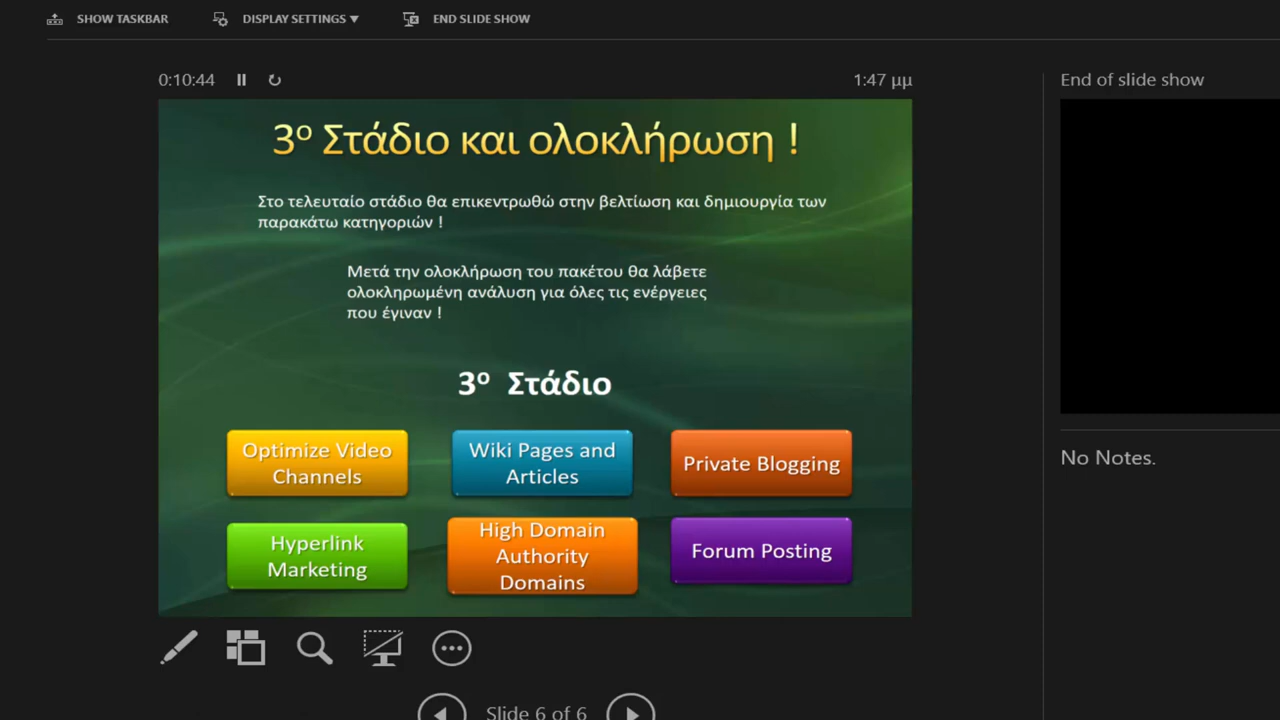 SHOW TASKBAR
DISPLAY SETTINGS ▼
END SLIDE SHOW
0:10:44
1:47 μμ
End of slide show
3ο Στάδιο και ολοκλήρωση !
Στο τελευταίο στάδιο θα επικεντρωθώ στην βελτίωση και δημιουργία των
παρακάτω κατηγοριών !
Μετά την ολοκλήρωση του πακέτου θα λάβετε
ολοκληρωμένη ανάλυση για όλες τις ενέργειες
που έγιναν !
3ο Στάδιο
Optimize Video
Channels
Wiki Pages and
Articles
Private Blogging
Hyperlink
Marketing
High Domain
Authority
Domains
Forum Posting
No Notes.
Slide 6 of 6